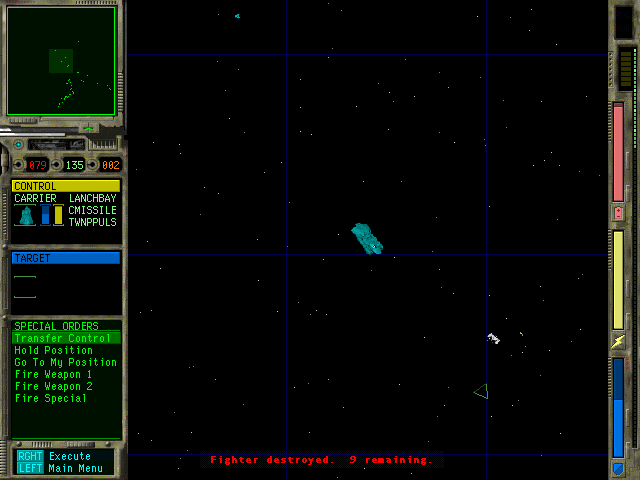 079 135 002
CONTROL
CARRIER LANCHBAY
CMISSILE
TWNPPULS
TARGET
SPECIAL ORDERS
Transfer Control
Hold Position
Go To My Position
Fire Weapon 1
Fire Weapon 2
Fire Special
RGHT Execute
LEFT Main Menu
Fighter destroyed. 9 remaining.